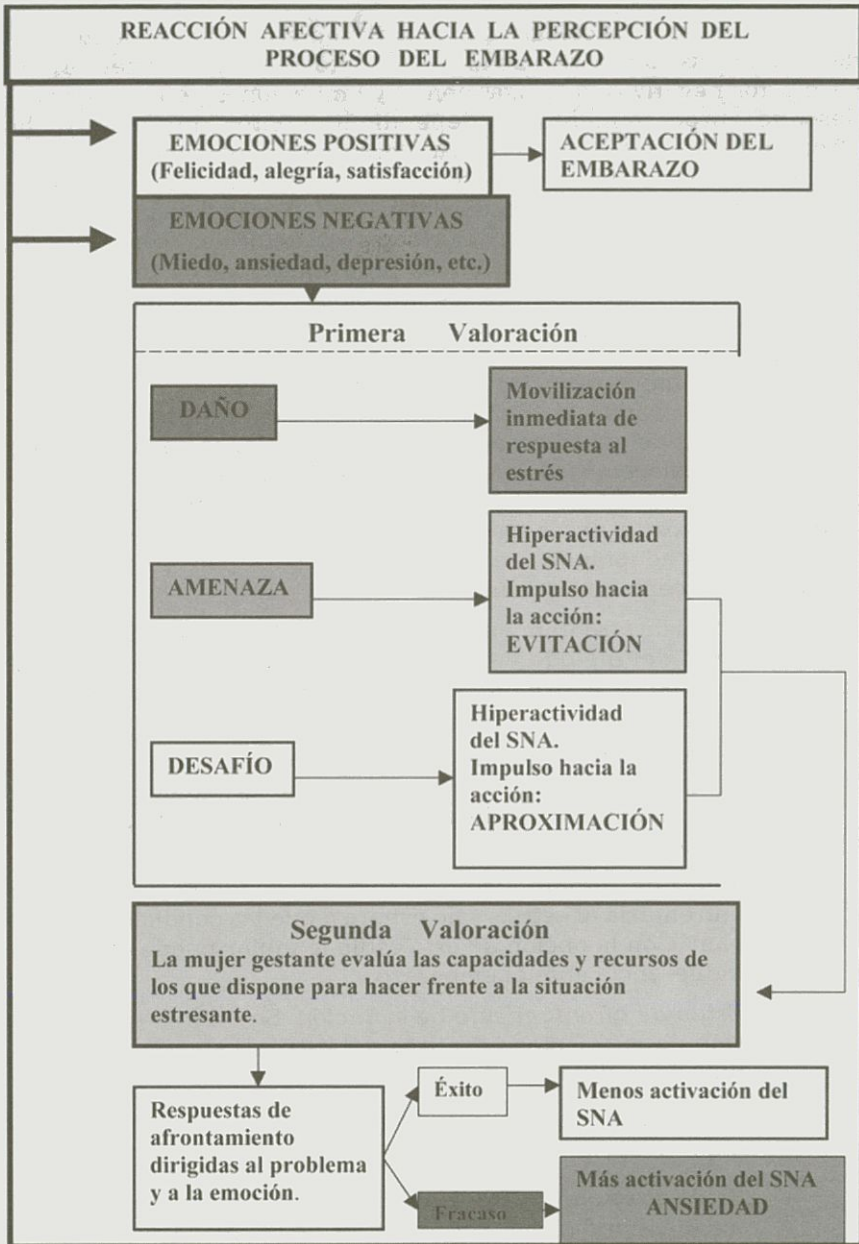 REACCIÓN AFECTIVA HACIA LA PERCEPCIÓN DEL
PROCESO DEL EMBARAZO
EMOCIONES POSITIVAS
(Felicidad, alegría, satisfacción)
ACEPTACIÓN DEL
EMBARAZO
EMOCIONES NEGATIVAS
(Miedo, ansiedad, depresión, etc.)
Primera Valoración
DAÑO
Movilización
inmediata de
respuesta al
estrés
AMENAZA
Hiperactividad
del SNA.
Impulso hacia
la acción:
EVITACIÓN
DESAFÍO
Hiperactividad
del SNA.
Impulso hacia la
acción:
APROXIMACIÓN
Segunda Valoración
La mujer gestante evalúa las capacidades y recursos de
los que dispone para hacer frente a la situación
estresante.
Respuestas de
afrontamiento
dirigidas al problema
y a la emoción.
Éxito
Menos activación del
SNA
Fracaso
Más activación del SNA
ANSIEDAD